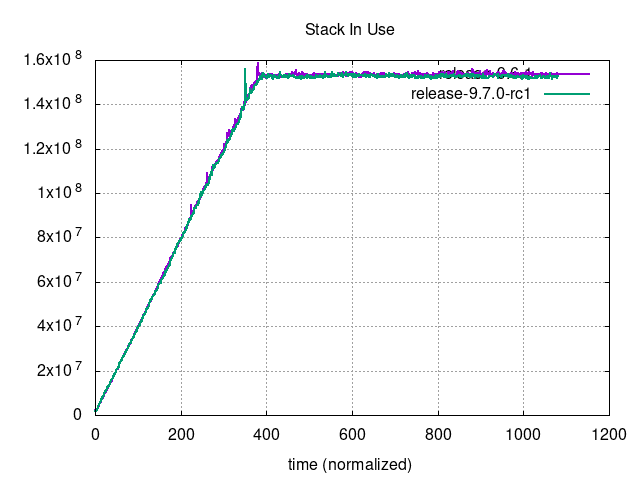 Stack In Use
1.6x10^8
1.4x10^8
1.2x10^8
1x10^8
8x10^7
6x10^7
4x10^7
2x10^7
0
release-9.7.0-rc1
0 200 400 600 800 1000 1200
time (normalized)